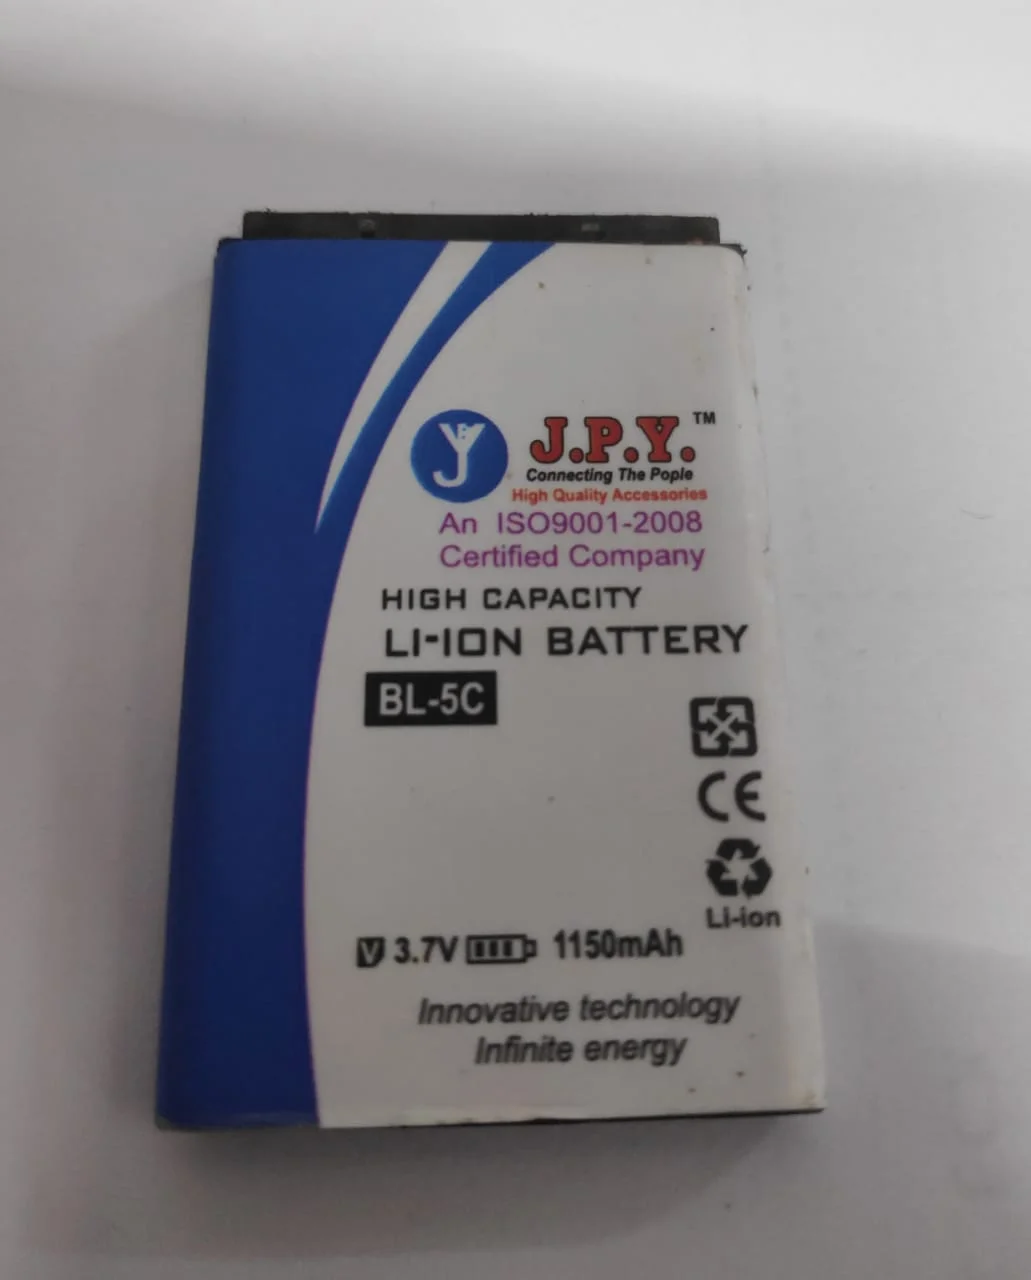 J.P.Y.™
Connecting The Pople
High Quality Accessories
An ISO9001-2008
Certified Company
HIGH CAPACITY
LI-ION BATTERY
BL-5C
CE
Li-ion
V 3.7V 1150mAh
Innovative technology
Infinite energy